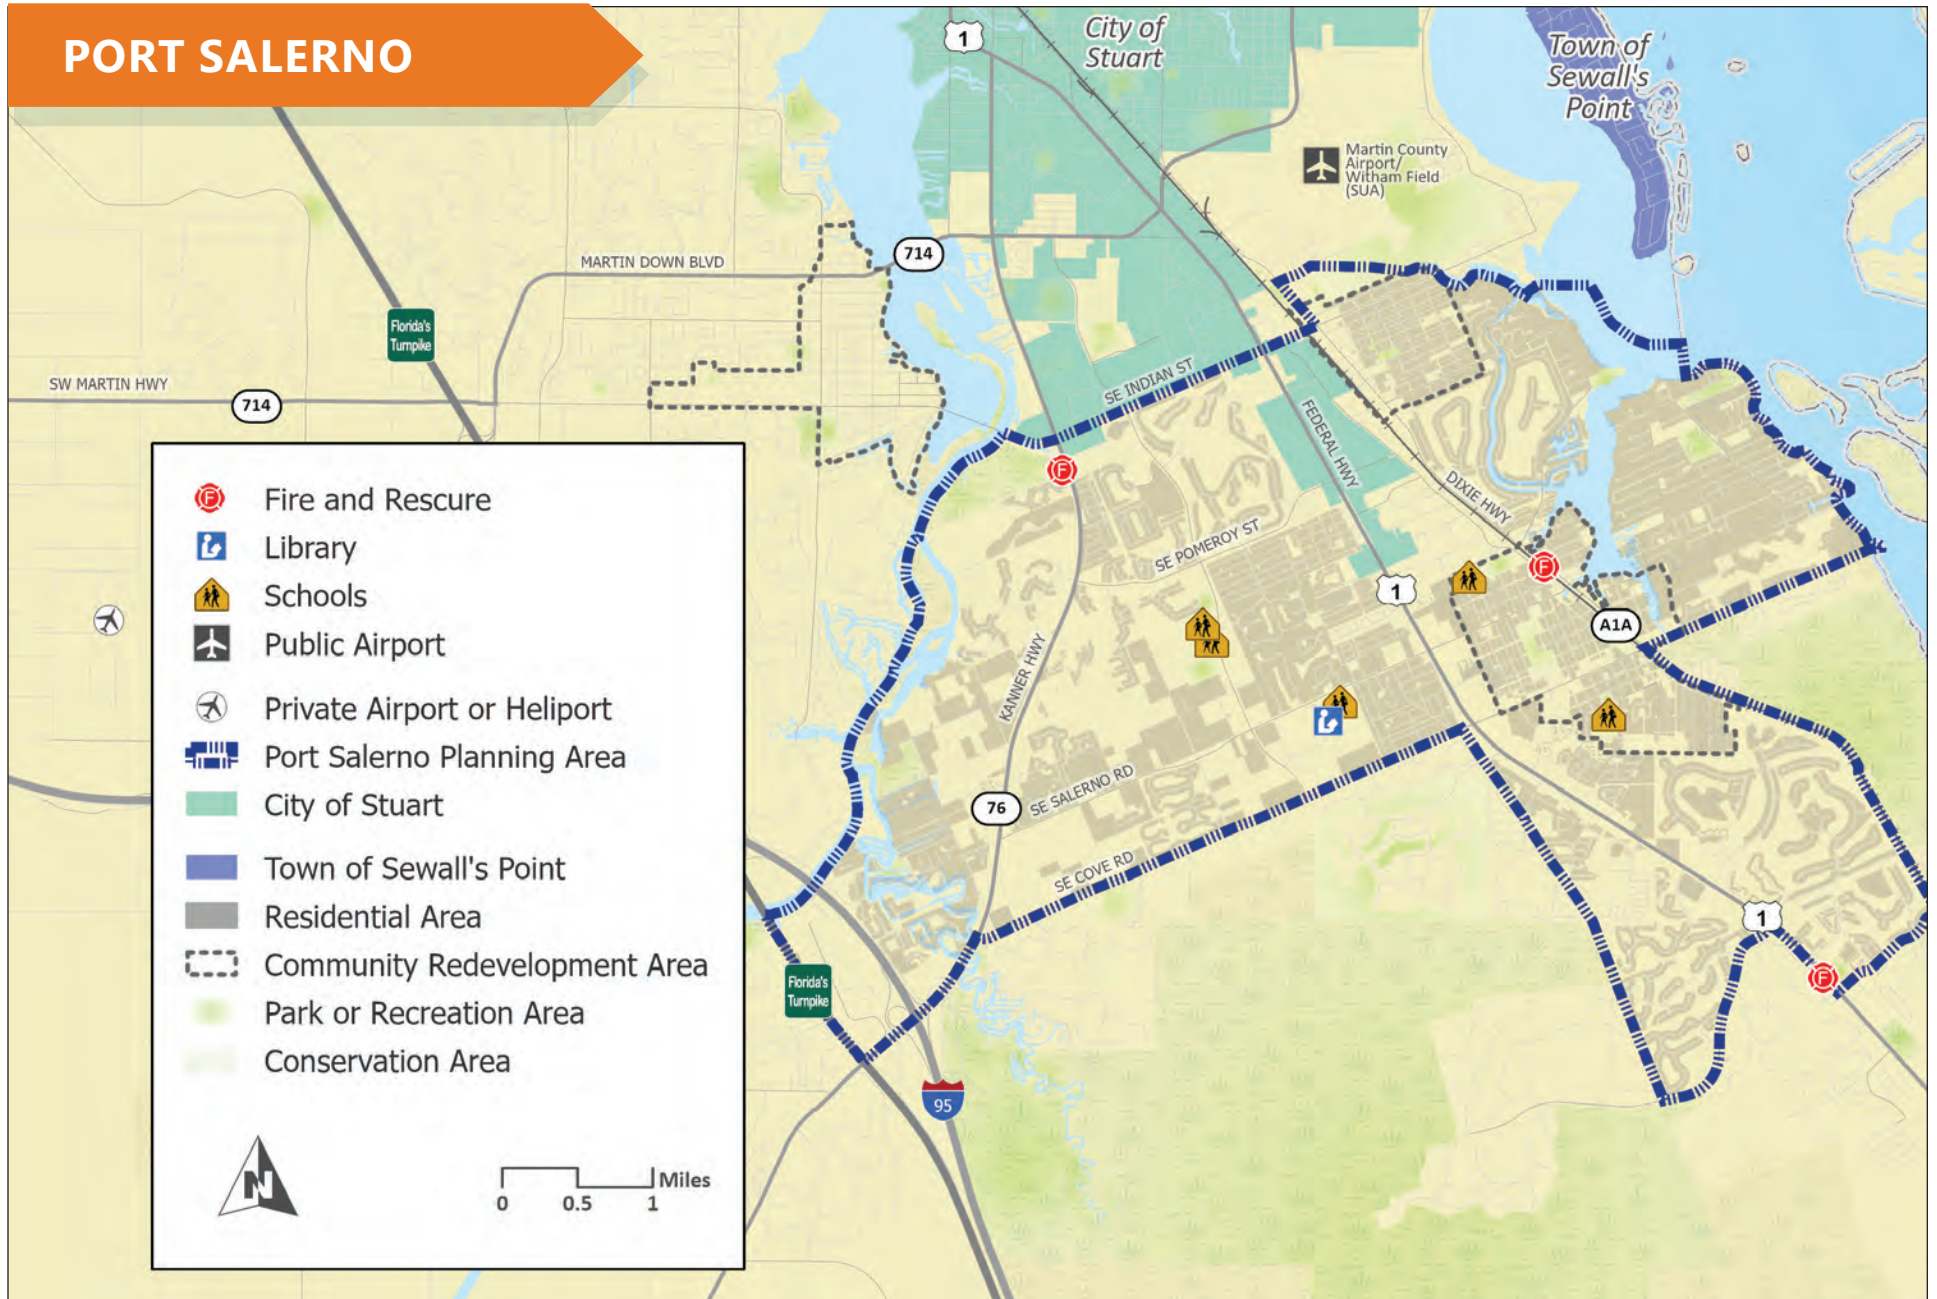 PORT SALERNO
1
City of
Stuart
Town of
Sewall's
Point
Martin County
Airport/
Witham Field
(SUA)
714
MARTIN DOWN BLVD
Florida's
Turnpike
SW MARTIN HWY
714
SE INDIAN ST
FEDERAL HWY
DIXIE HWY
F
SE POMEROY ST
F
1
A1A
KANNER HWY
76
SE SALERNO RD
SE COVE RD
1
F
Florida's
Turnpike
95
F
Fire and Rescure
Library
Schools
Public Airport
Private Airport or Heliport
Port Salerno Planning Area
City of Stuart
Town of Sewall's Point
Residential Area
Community Redevelopment Area
Park or Recreation Area
Conservation Area
N
Miles
0 0.5 1